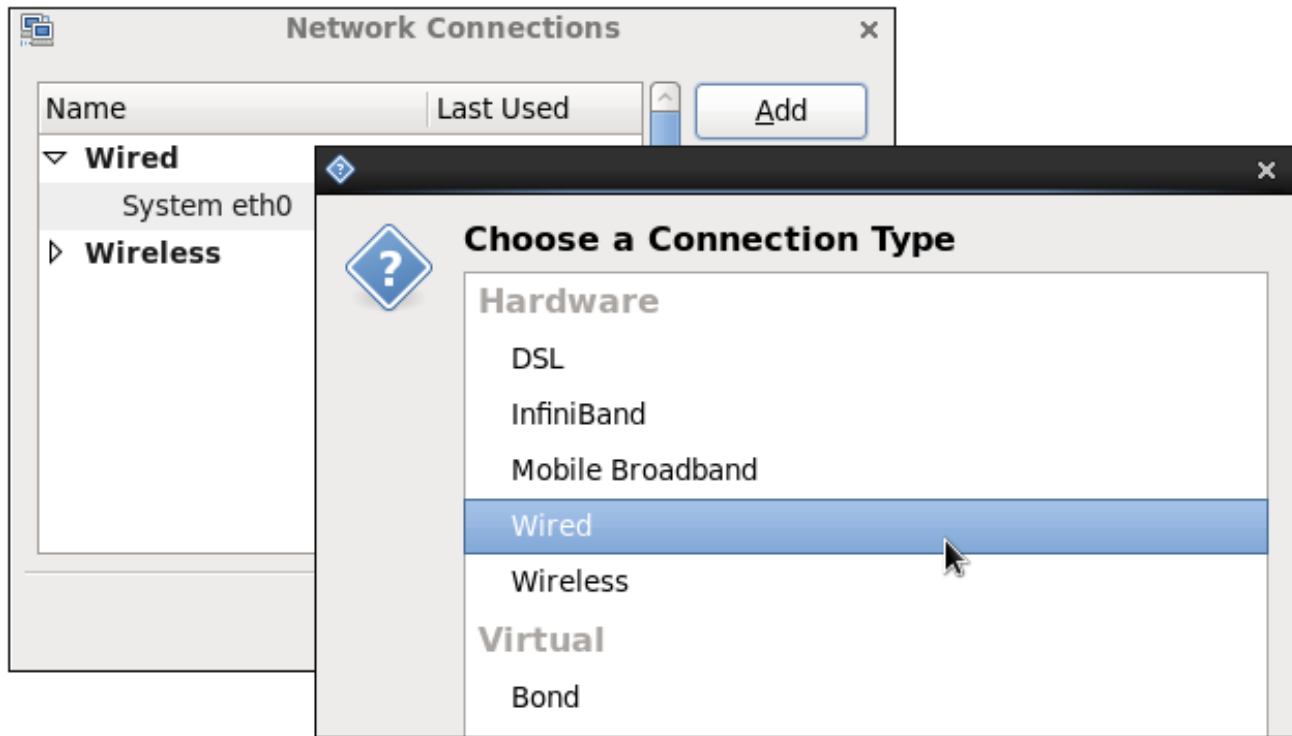 Network Connections
Name Last Used
Add
Wired
System eth0
Wireless
Choose a Connection Type
Hardware
DSL
InfiniBand
Mobile Broadband
Wired
Wireless
Virtual
Bond